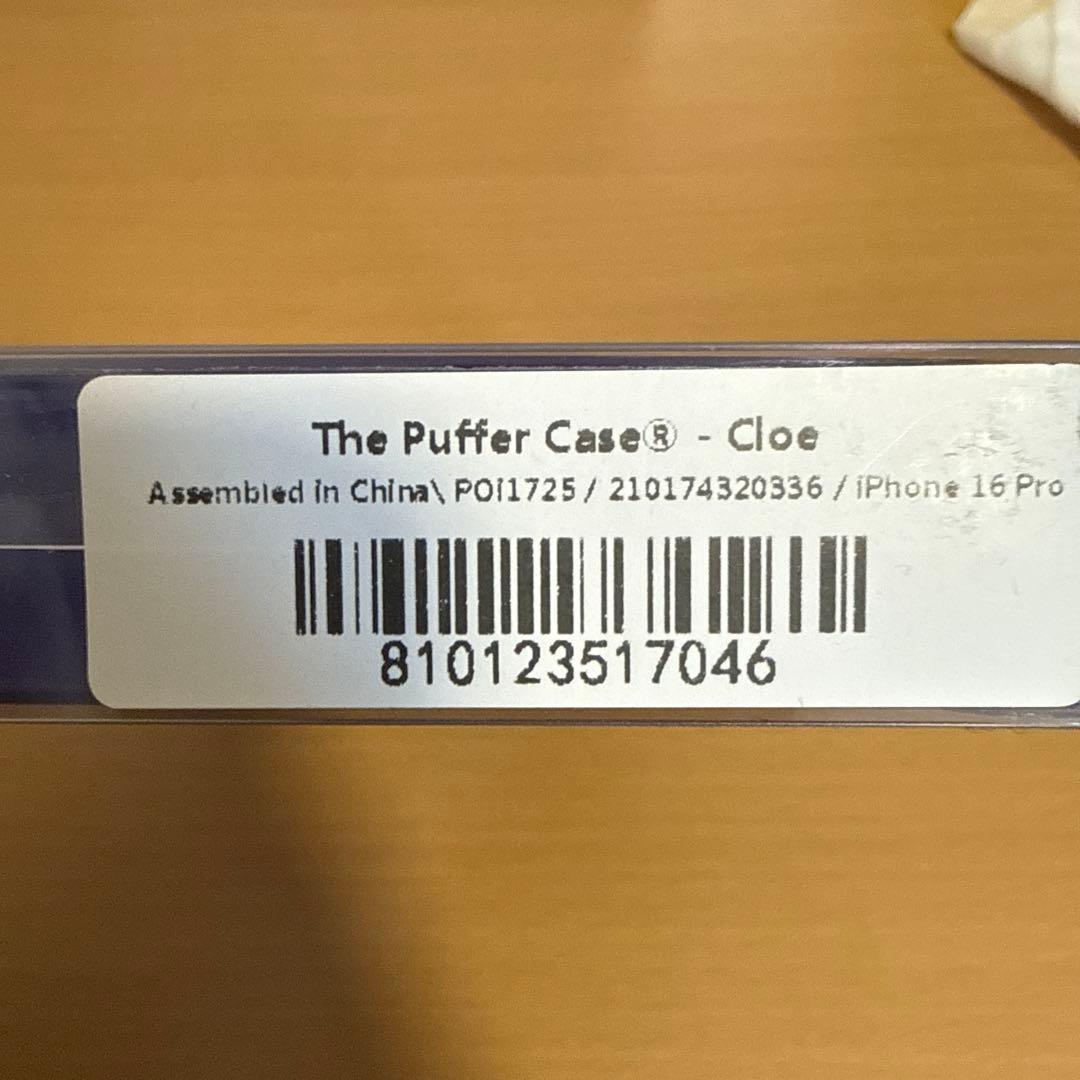 The Puffer Case® - Cloe
Assembled in China\ POi1725 / 210174320336 / iPhone 16 Pro
810123517046